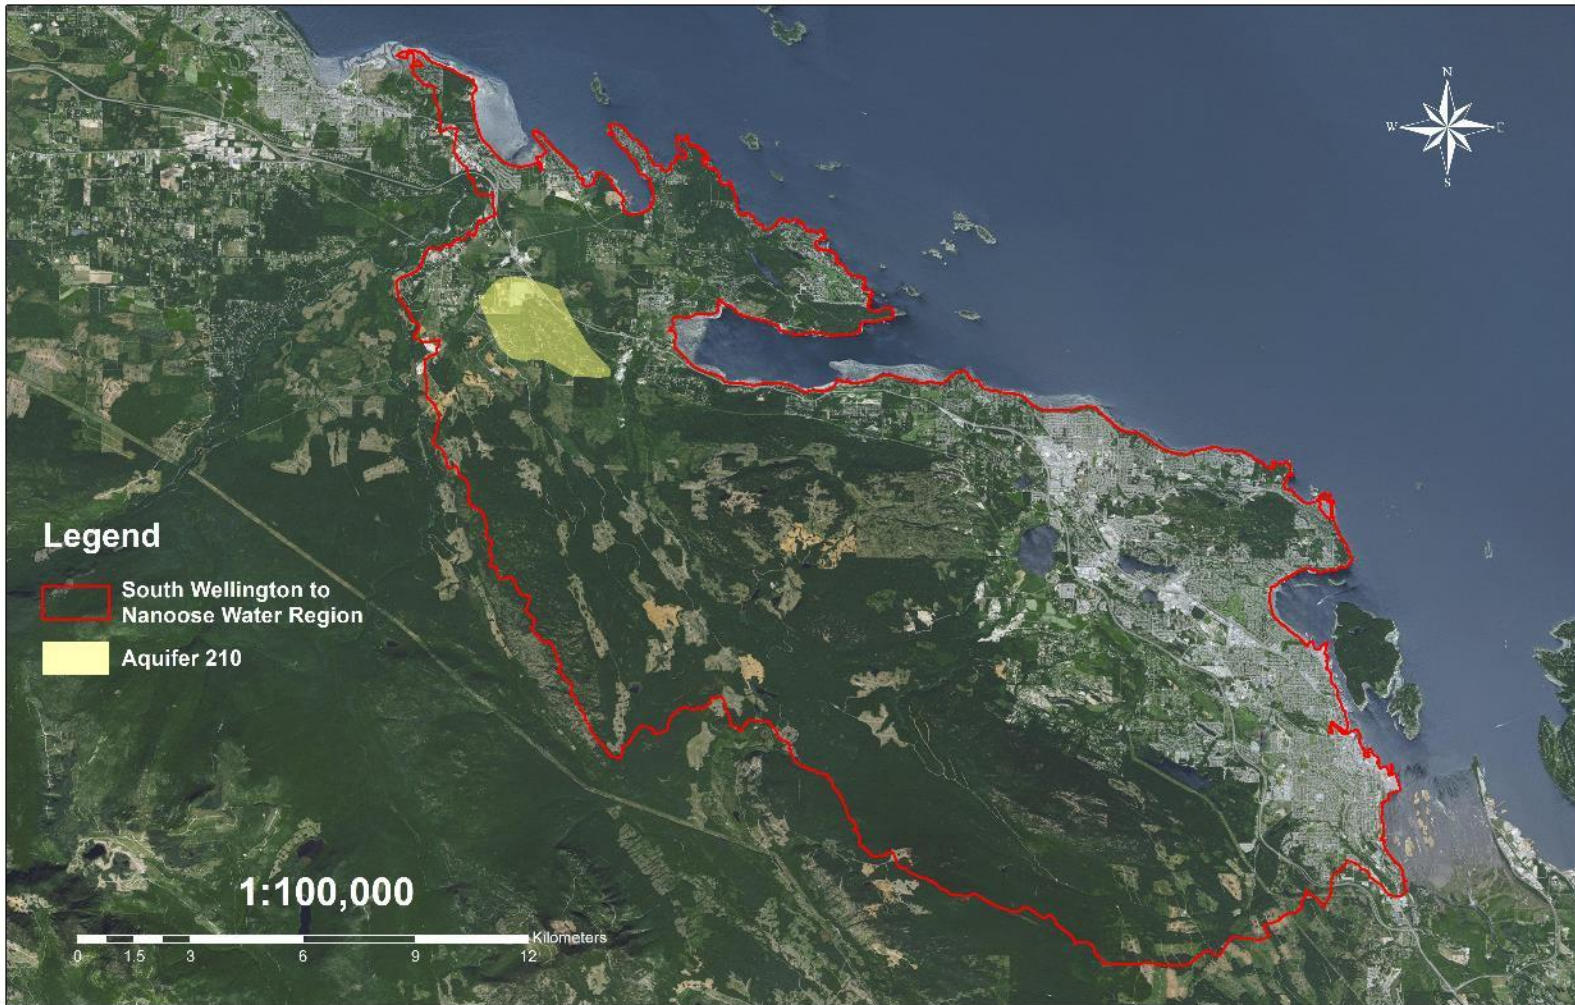 N
W E
S
Legend
South Wellington to
Nanoose Water Region
Aquifer 210
1:100,000
Kilometers
0 1.5 3 6 9 12